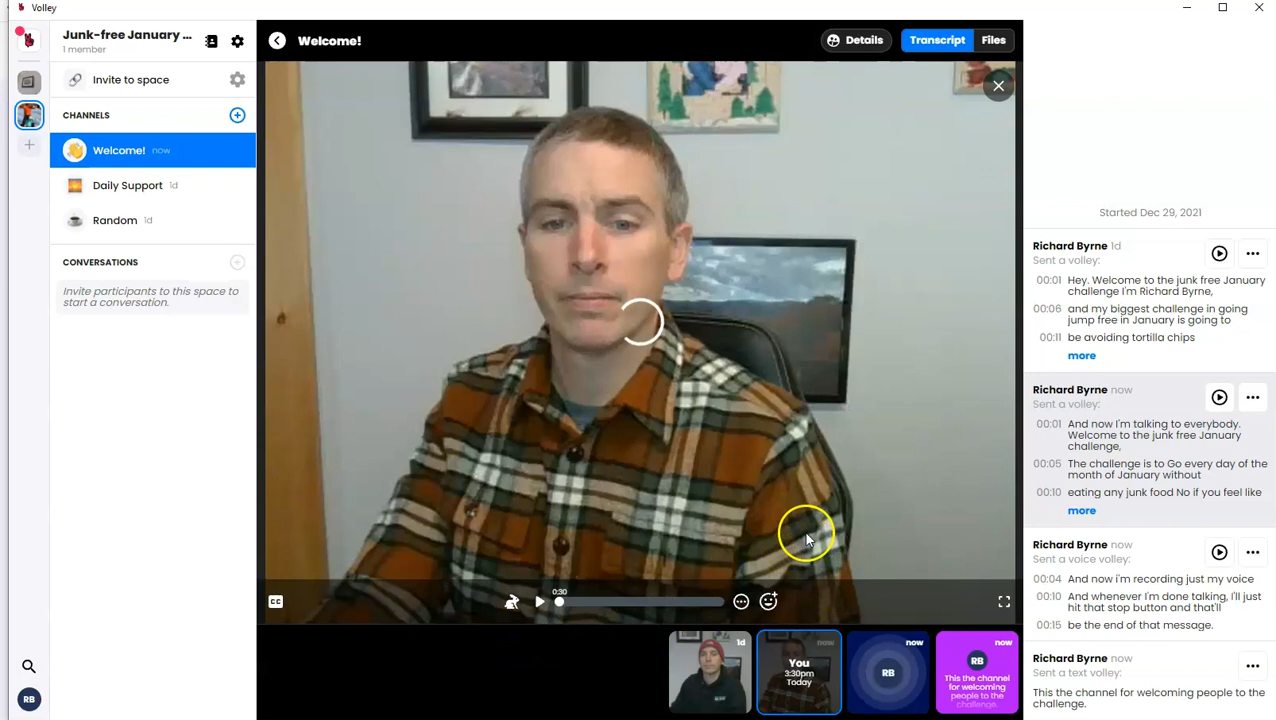 Volley
Junk-free January ...
1 member
Invite to space
CHANNELS
Welcome! now
Daily Support 1d
Random 1d
CONVERSATIONS
Invite participants to this space to
start a conversation.
RB
Welcome!
Details
Transcript
Files
0:30
CC
1d
now
You
3:30pm
Today
now
RB
now
RB
This the channel
for welcoming
people to the
challenge.
Started Dec 29, 2021
Richard Byrne 1d
Sent a volley:
00:01 Hey. Welcome to the junk free January
challenge I'm Richard Byrne,
00:06 and my biggest challenge in going
jump free in January is going to
00:11 be avoiding tortilla chips
more
Richard Byrne now
Sent a volley:
00:01 And now I'm talking to everybody.
Welcome to the junk free January
challenge,
00:05 The challenge is to Go every day of the
month of January without
00:10 eating any junk food No if you feel like
more
Richard Byrne now
Sent a voice volley:
00:04 And now i'm recording just my voice
00:10 And whenever I'm done talking, I'll just
hit that stop button and that'll
00:15 be the end of that message.
Richard Byrne now
Sent a text volley:
This the channel for welcoming people to the
challenge.